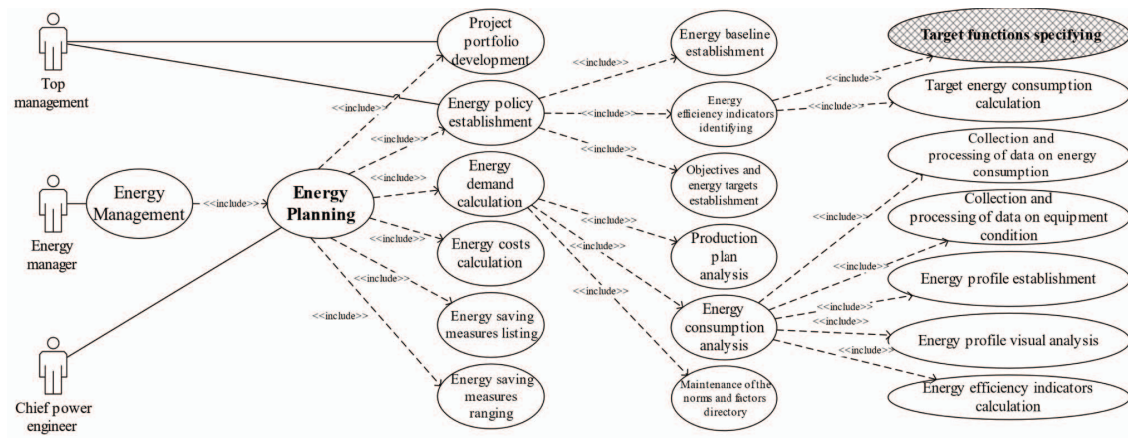 Top
management
Energy
manager
Chief power
engineer
Energy
Management
<<include>>
Energy
Planning
<<include>>
<<include>>
<<include>>
<<include>>
<<include>>
<<include>>
Project
portfolio
development
Energy policy
establishment
Energy
demand
calculation
Energy costs
calculation
Energy saving
measures listing
Energy saving
measures
ranging
<<include>>
<<include>>
<<include>>
<<include>>
<<include>>
<<include>>
Energy baseline
establishment
Energy
efficiency indicators
identifying
Objectives and
energy targets
establishment
Production
plan
analysis
Energy
consumption
analysis
Maintenance of the
norms and factors
directory
<<include>>
<<include>>
<<include>>
<<include>>
<<include>>
<<include>>
<<include>>
Target functions specifying
Target energy consumption
calculation
Collection and
processing of data on energy
consumption
Collection and
processing of data on equipment
condition
Energy profile establishment
Energy profile visual analysis
Energy efficiency indicators
calculation